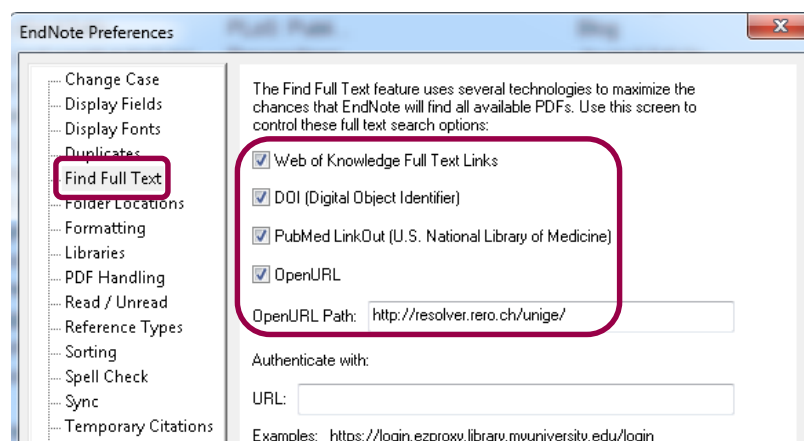 EndNote Preferences
Change Case
Display Fields
Display Fonts
Duplicates
Find Full Text
Folder Locations
Formatting
Libraries
PDF Handling
Read / Unread
Reference Types
Sorting
Spell Check
Sync
Temporary Citations
The Find Full Text feature uses several technologies to maximize the
chances that EndNote will find all available PDFs. Use this screen to
control these full text search options:
Web of Knowledge Full Text Links
DOI (Digital Object Identifier)
PubMed LinkOut (U.S. National Library of Medicine)
OpenURL
OpenURL Path: http://resolver.rero.ch/unige/
Authenticate with:
URL:
Examples: https://login.ezproxy.library.myuniversity.edu/login